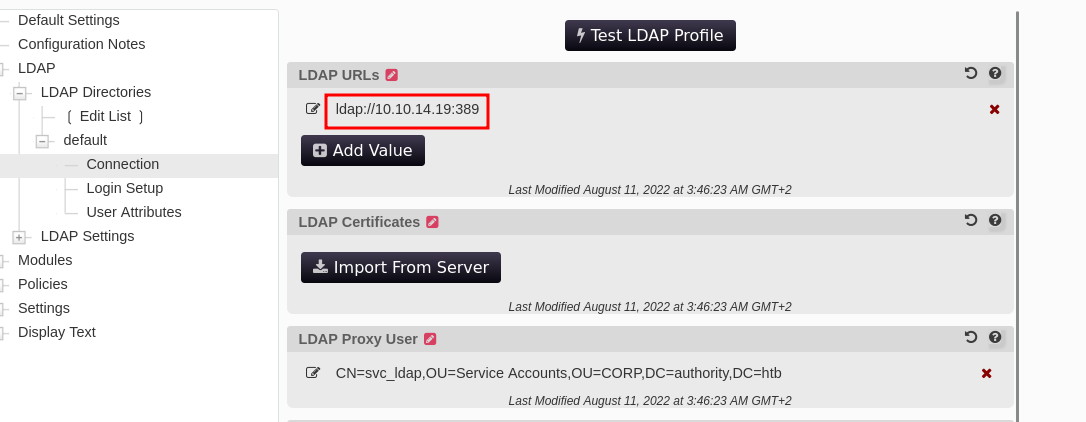 Default Settings
Configuration Notes
LDAP
LDAP Directories
[ Edit List ]
default
Connection
Login Setup
User Attributes
LDAP Settings
Modules
Policies
Settings
Display Text
Test LDAP Profile
LDAP URLs
ldap://10.10.14.19:389
Add Value
Last Modified August 11, 2022 at 3:46:23 AM GMT+2
LDAP Certificates
Import From Server
Last Modified August 11, 2022 at 3:46:23 AM GMT+2
LDAP Proxy User
CN=svc_ldap,OU=Service Accounts,OU=CORP,DC=authority,DC=htb
Last Modified August 11, 2022 at 3:46:23 AM GMT+2